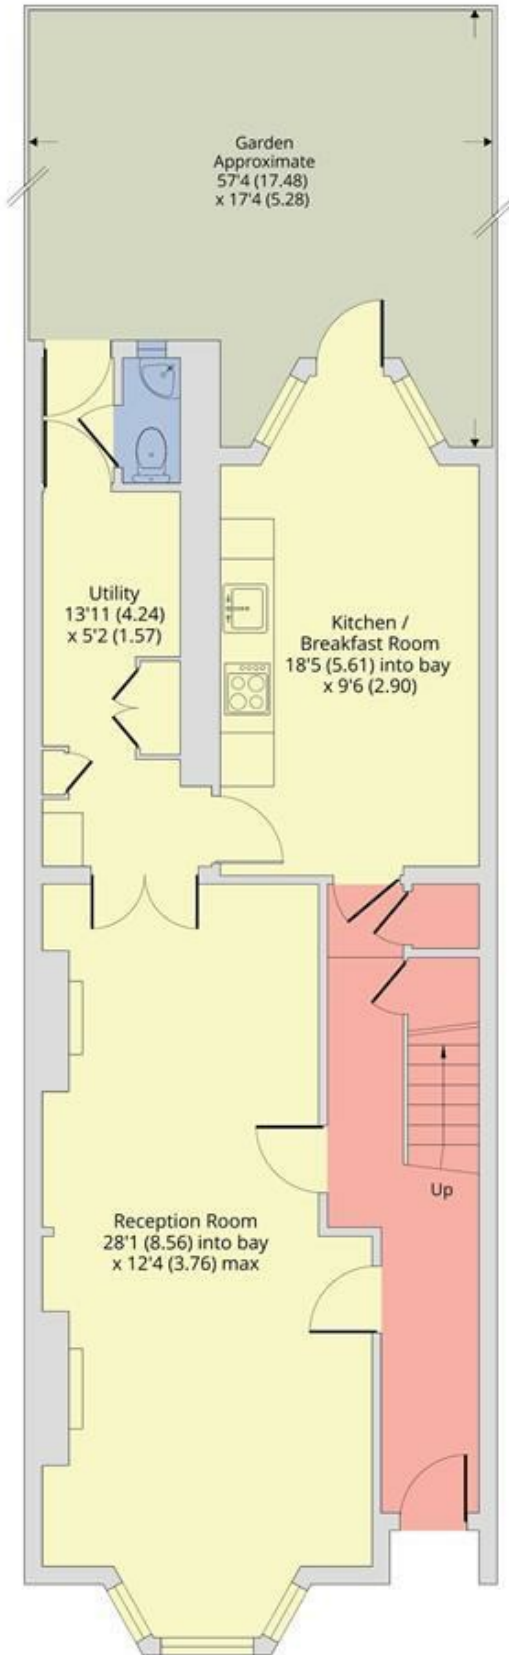 Garden
Approximate
57'4 (17.48)
x 17'4 (5.28)
Utility
13'11 (4.24)
x 5'2 (1.57)
Kitchen /
Breakfast Room
18'5 (5.61) into bay
x 9'6 (2.90)
Up
Reception Room
28'1 (8.56) into bay
x 12'4 (3.76) max